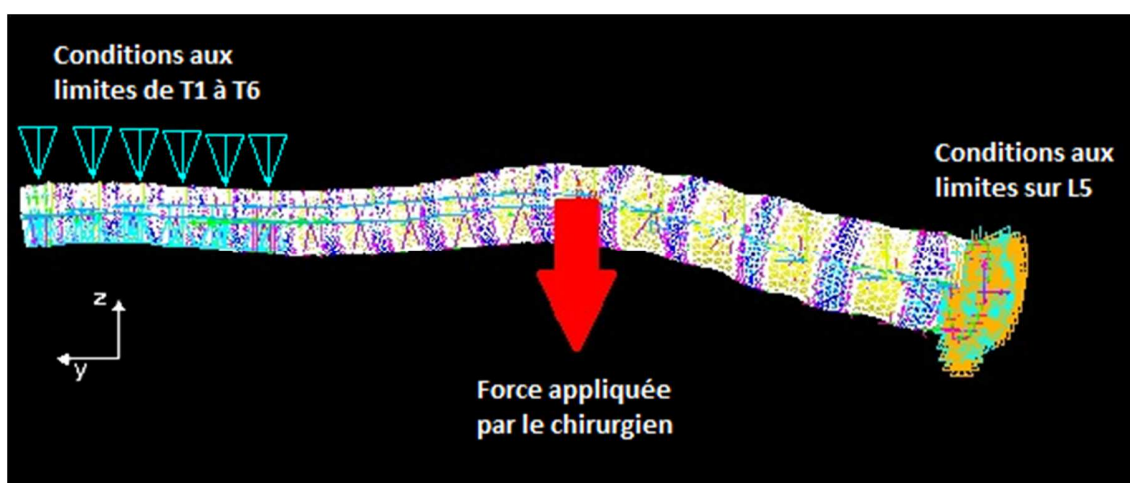 Conditions aux
limites de T1 à T6
Conditions aux
limites sur L5
z
y
Force appliquée
par le chirurgien